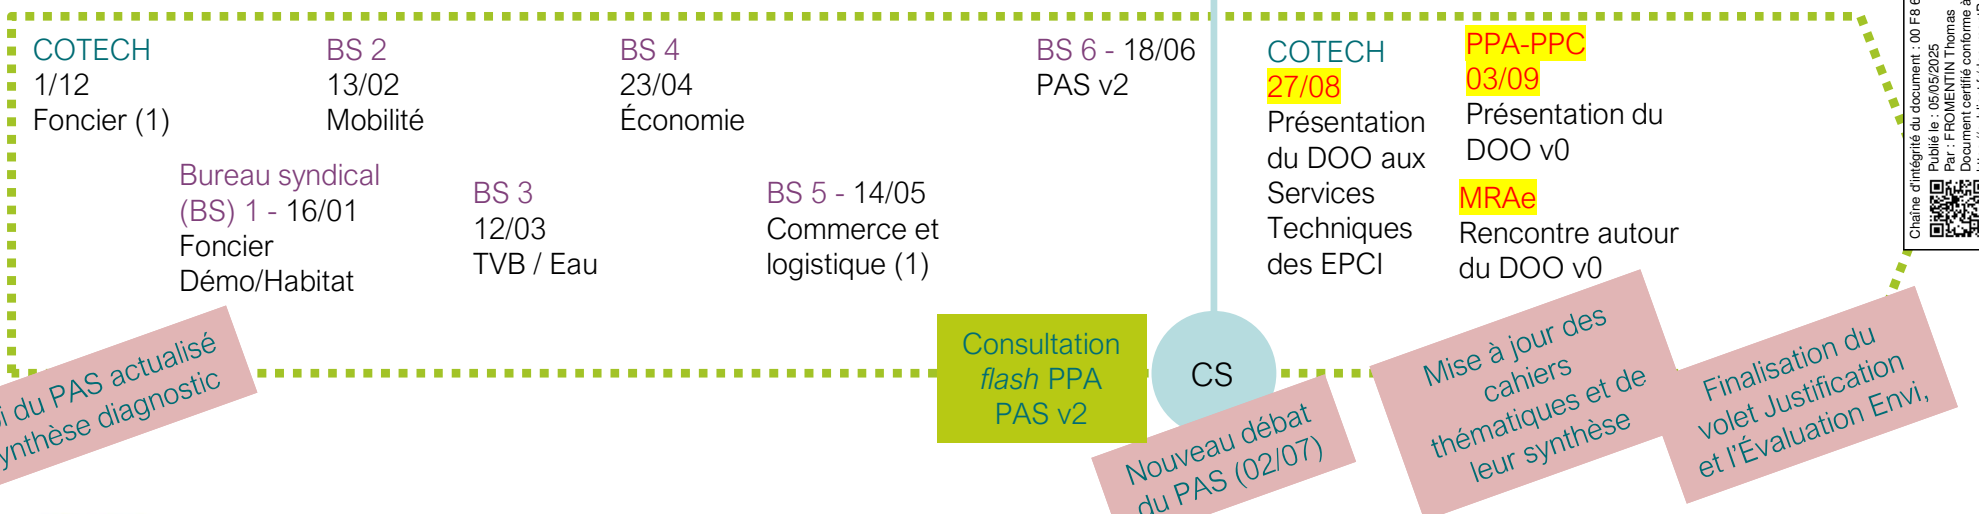 COTECH
1/12
Foncier (1)
Bureau syndical
(BS) 1 - 16/01
Foncier
Démo/Habitat
BS 2
13/02
Mobilité
BS 3
12/03
TVB / Eau
BS 4
23/04
Économie
BS 5 - 14/05
Commerce et
logistique (1)
BS 6 - 18/06
PAS v2
COTECH
27/08
Présentation
du DOO aux
Services
Techniques
des EPCI
PPA-PPC
03/09
Présentation du
DOO v0
MRAe
Rencontre autour
du DOO v0
du PAS actualisé
diagnostic
Consultation
flash PPA
PAS v2
CS
Nouveau débat
du PAS (02/07)
Mise à jour des
cahiers
thématiques et de
leur synthèse
Finalisation du
volet Justification
et l'Évaluation Envi,
Chaîne d'intégrité du document : 00 F8 6
Publié le : 05/05/2025
Par : FROMENTIN Thomas
Document certifié conforme à